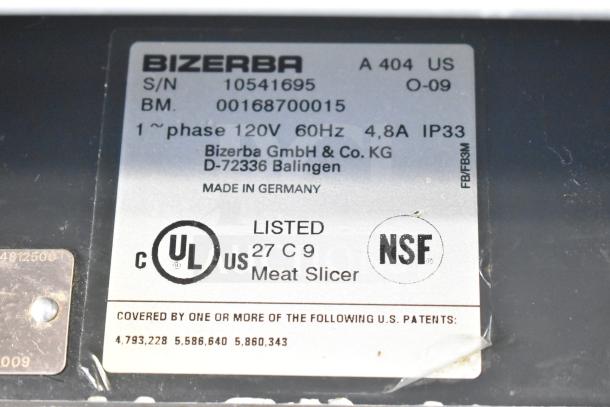 BIZERBA A 404 US
S/N 10541695 O-09
BM. 00168700015
1~phase 120V 60Hz 4,8A IP33
Bizerba GmbH & Co. KG
D-72336 Balingen
MADE IN GERMANY
FB/FB3M
LISTED
C UL US 27 C 9
Meat Slicer
NSF
COVERED BY ONE OR MORE OF THE FOLLOWING U.S. PATENTS:
4,793,228 5,586,640 5,860,343